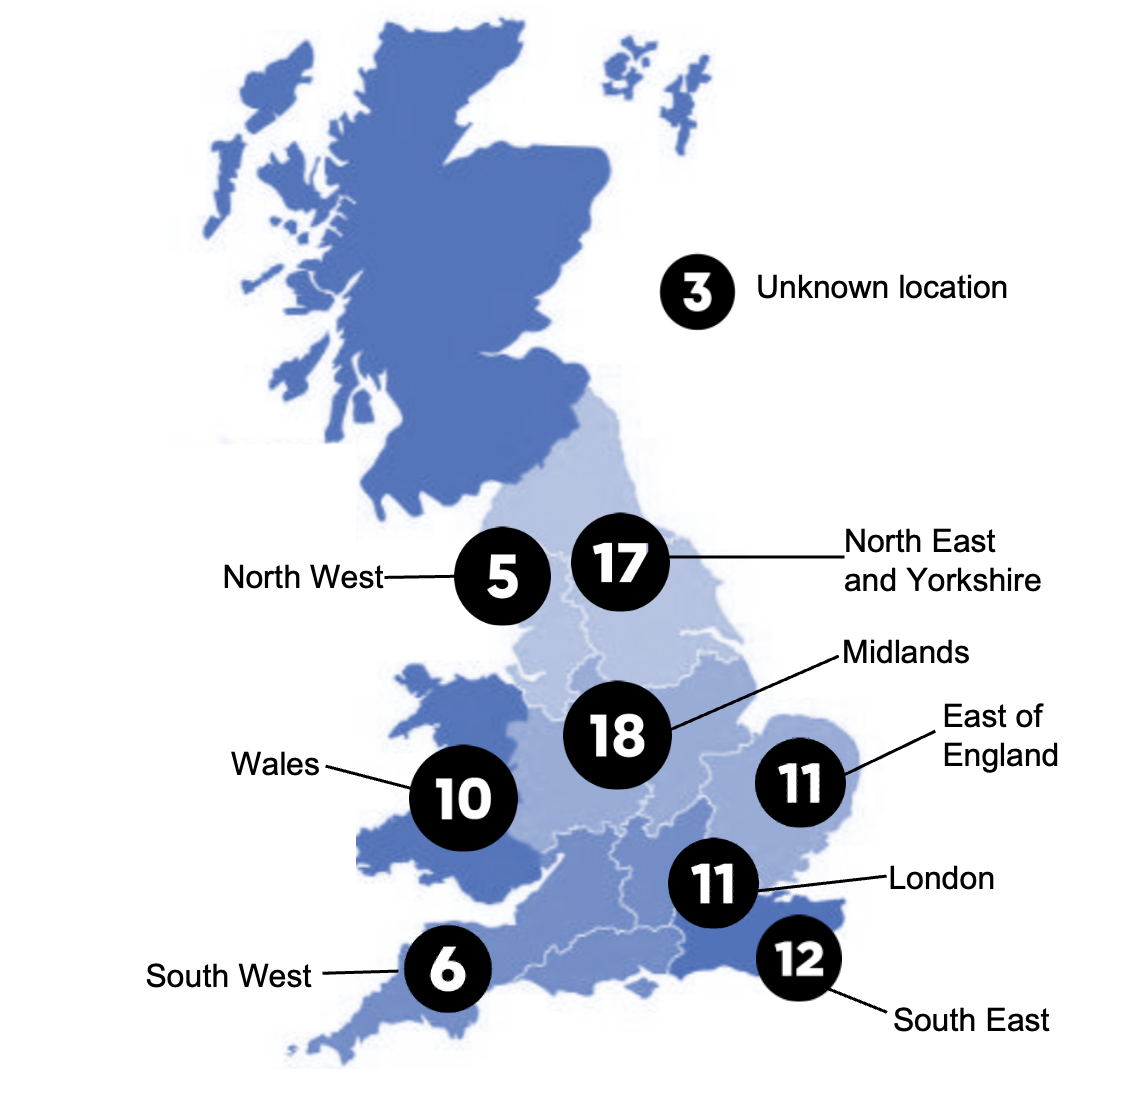 3 Unknown location
North West 5
17 North East
and Yorkshire
Midlands
18
East of
England
Wales
10
11
11 London
South West 6
12
South East